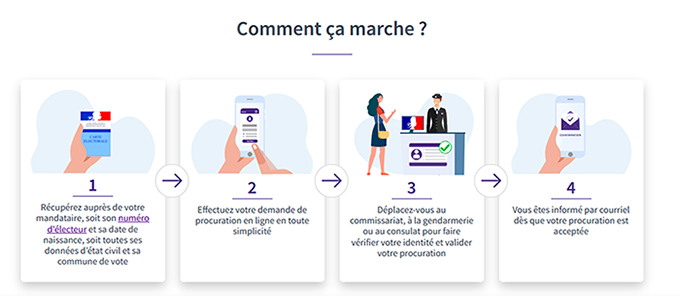 Comment ça marche ?
CARTE
ELECTORALE
1
Récupérez auprès de votre
mandataire, soit son numéro
d'électeur et sa date de
naissance, soit toutes ses
données d'état civil et sa
commune de vote
2
Effectuez votre demande de
procuration en ligne en toute
simplicité
3
Déplacez-vous au
commissariat, à la gendarmerie
ou au consulat pour faire
vérifier votre identité et valider
votre procuration
4
Vous êtes informé par courriel
dès que votre procuration est
acceptée